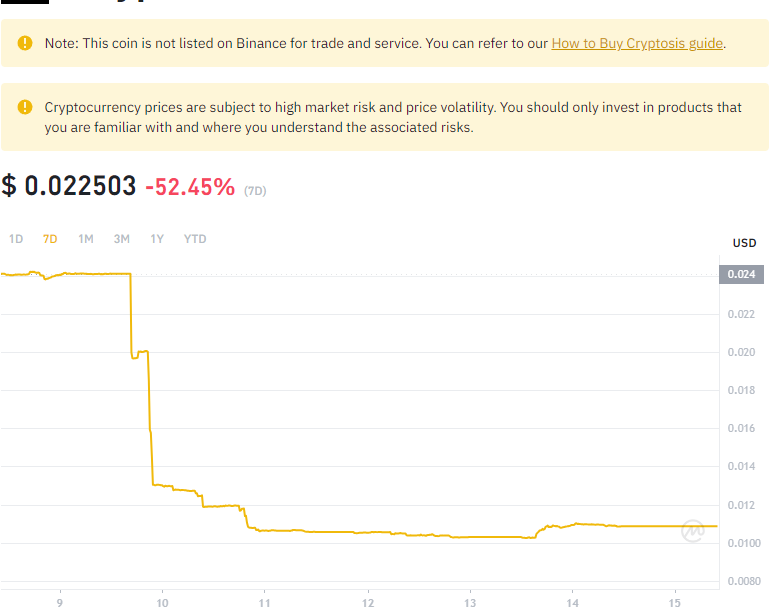 Note: This coin is not listed on Binance for trade and service. You can refer to our How to Buy Cryptosis guide.
Cryptocurrency prices are subject to high market risk and price volatility. You should only invest in products that
you are familiar with and where you understand the associated risks.
$ 0.022503 -52.45% (7D)
1D 7D 1M 3M 1Y YTD
USD
0.024
0.022
0.020
0.018
0.016
0.014
0.012
0.0100
0.0080
9 10 11 12 13 14 15